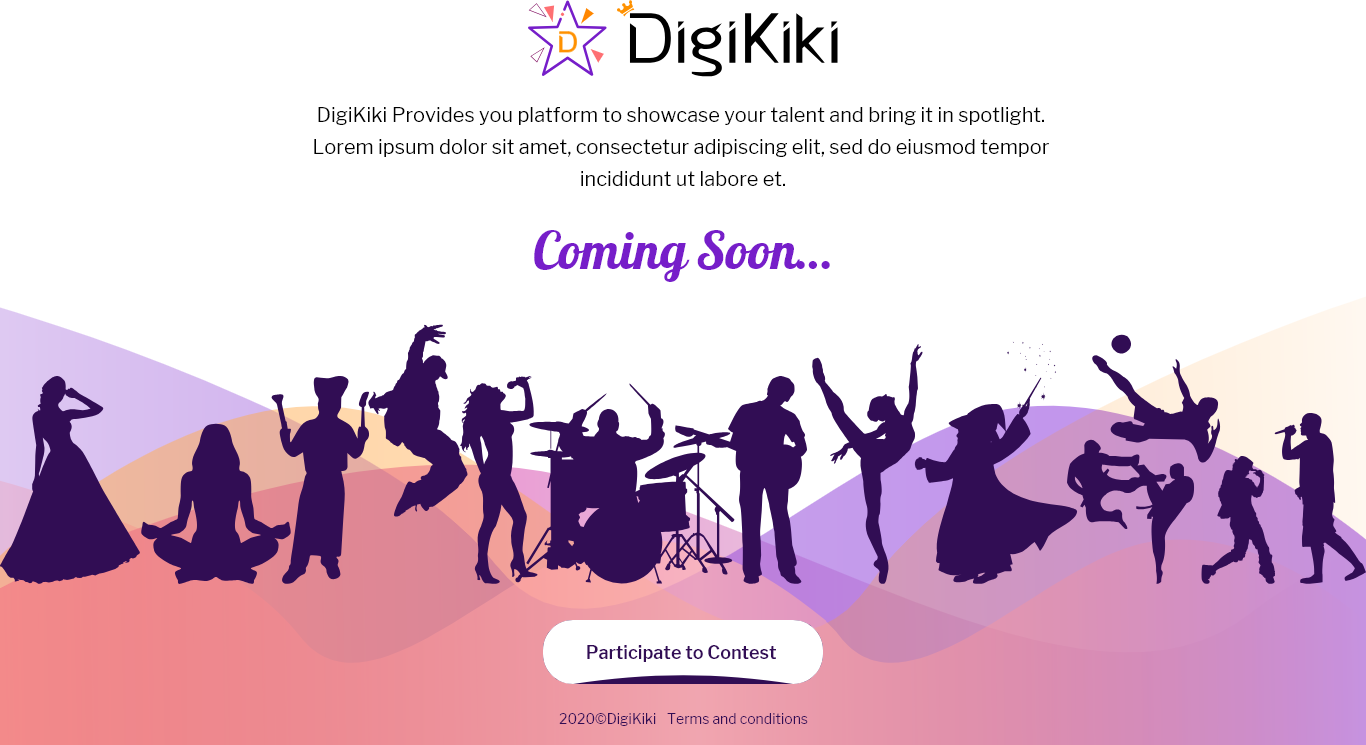 D DigiKiki
DigiKiki Provides you platform to showcase your talent and bring it in spotlight.
Lorem ipsum dolor sit amet, consectetur adipiscing elit, sed do eiusmod tempor
incididunt ut labore et.
Coming Soon...
Participate to Contest
2020©DigiKiki Terms and conditions